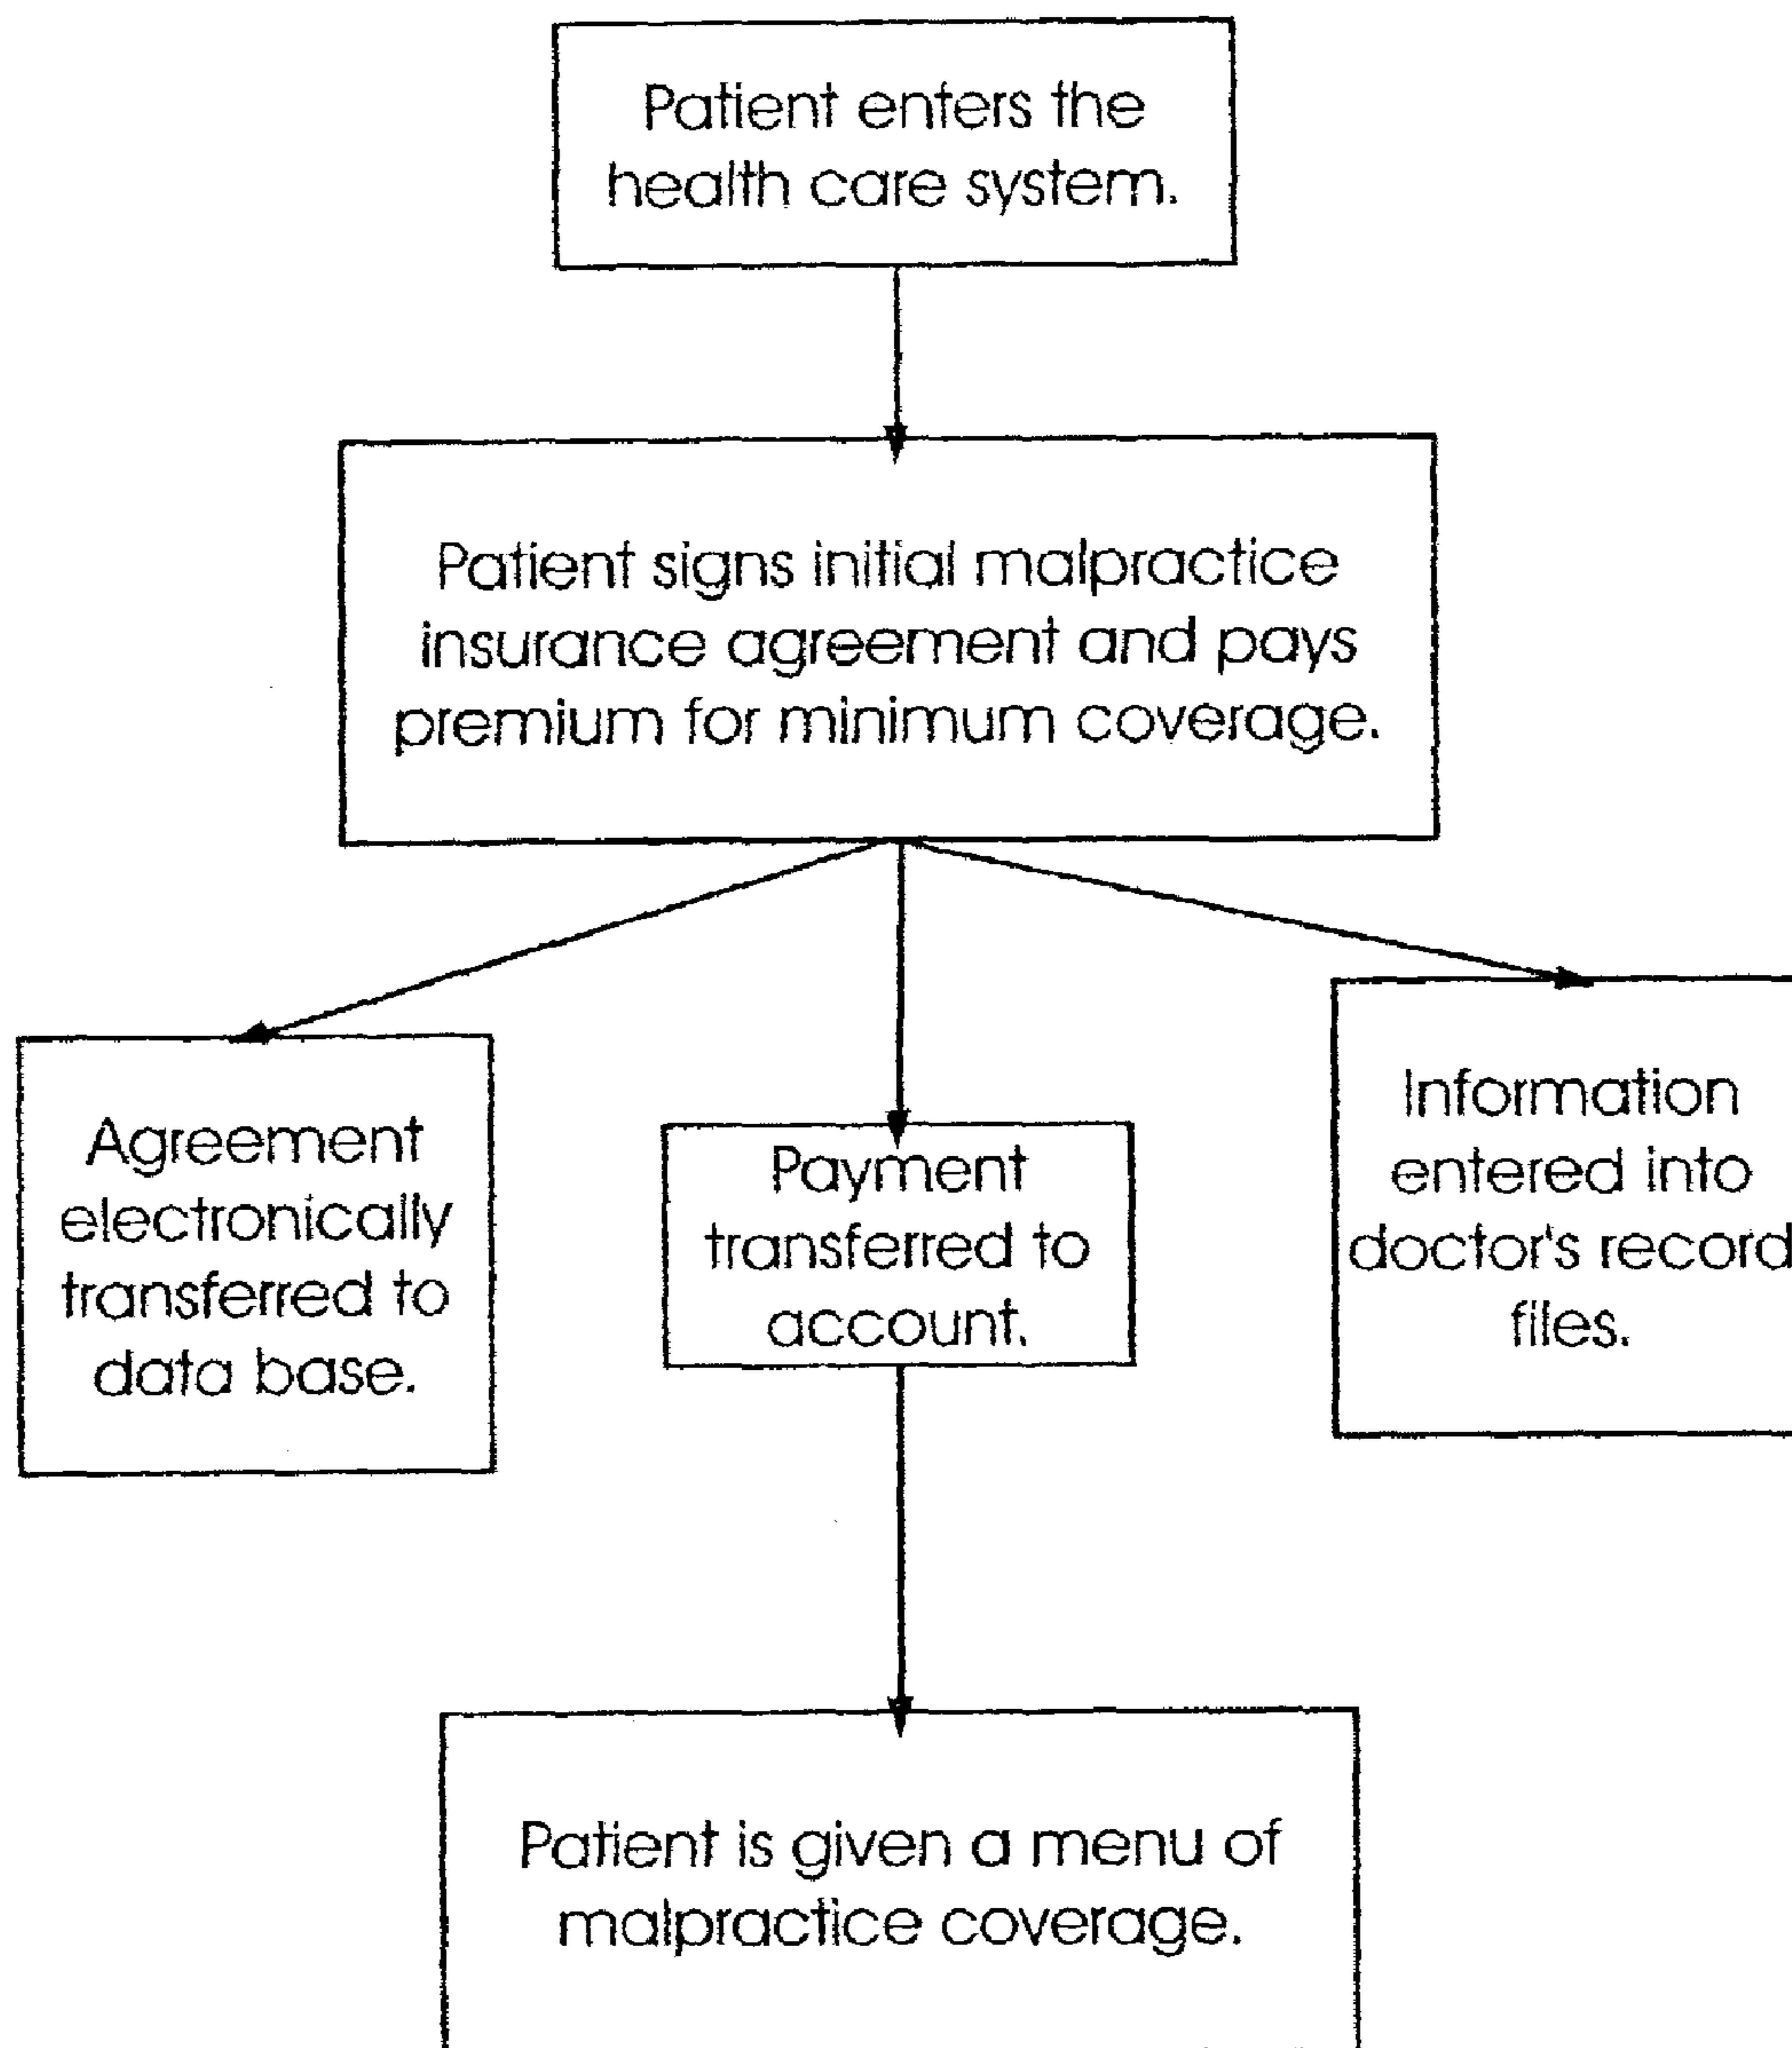 Patient enters the
health care system.
Patient signs initial malpractice
insurance agreement and pays
premium for minimum coverage.
Agreement
electronically
transferred to
data base.
Payment
transferred to
account.
Information
entered into
doctor's record
files.
Patient is given a menu of
malpractice coverage.